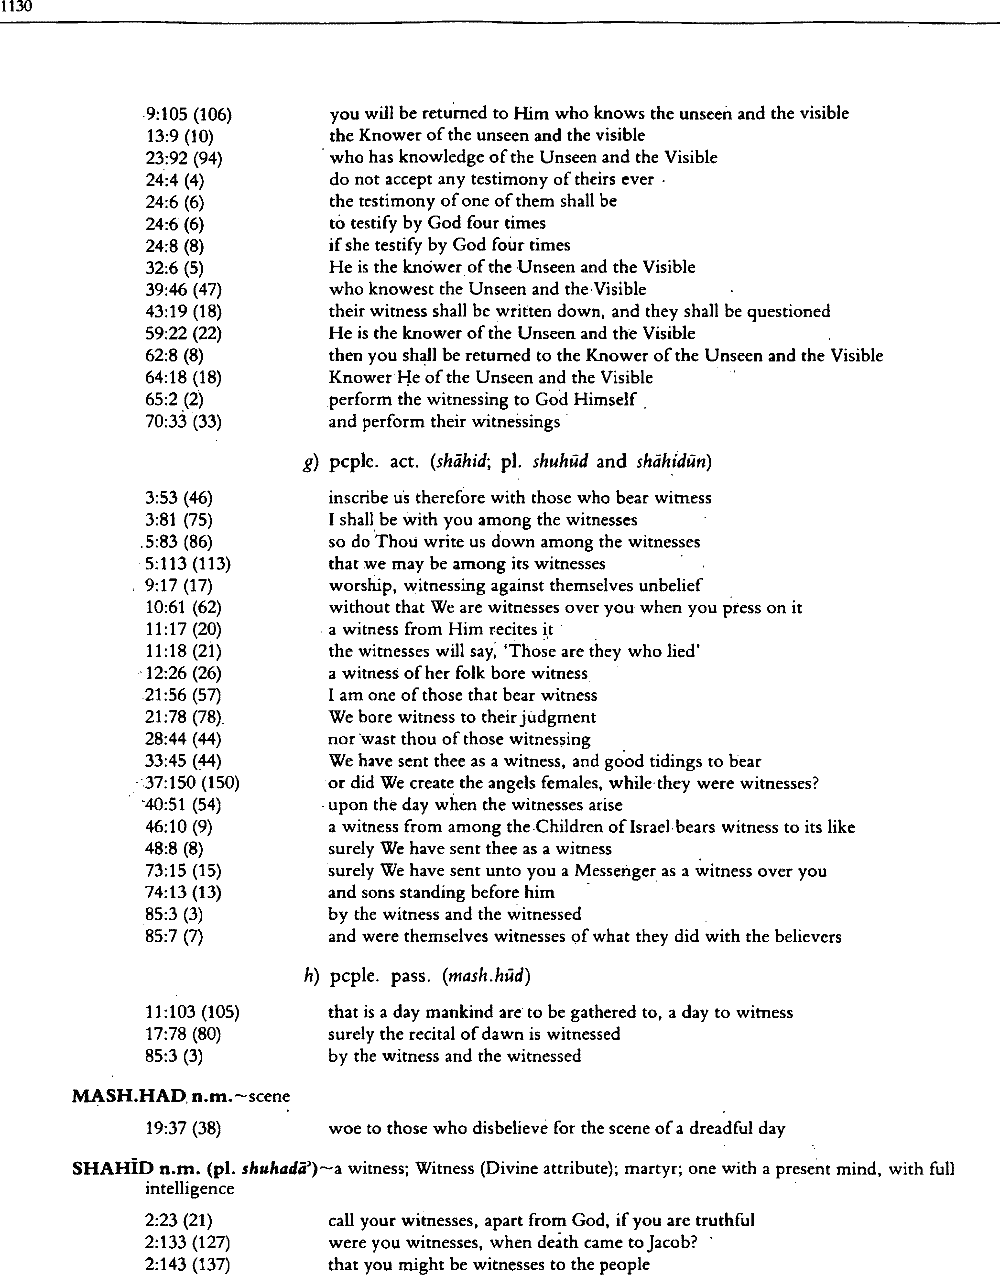 1130
9:105 (106) you will be returned to Him who knows the unseen and the visible
13:9 (10) the Knower of the unseen and the visible
23:92 (94) who has knowledge of the Unseen and the Visible
24:4 (4) do not accept any testimony of theirs ever
24:6 (6) the testimony of one of them shall be
24:6 (6) to testify by God four times
24:8 (8) if she testify by God four times
32:6 (5) He is the knower of the Unseen and the Visible
39:46 (47) who knowest the Unseen and the Visible
43:19 (18) their witness shall be written down, and they shall be questioned
59:22 (22) He is the knower of the Unseen and the Visible
62:8 (8) then you shall be returned to the Knower of the Unseen and the Visible
64:18 (18) Knower He of the Unseen and the Visible
65:2 (2) perform the witnessing to God Himself
70:33 (33) and perform their witnessings
g) pcple. act. (shāhid; pl. shuhūd and shāhidūn)
3:53 (46) inscribe us therefore with those who bear witness
3:81 (75) I shall be with you among the witnesses
5:83 (86) so do Thou write us down among the witnesses
5:113 (113) that we may be among its witnesses
9:17 (17) worship, witnessing against themselves unbelief
10:61 (62) without that We are witnesses over you when you press on it
11:17 (20) a witness from Him recites it
11:18 (21) the witnesses will say, 'Those are they who lied'
12:26 (26) a witness of her folk bore witness
21:56 (57) I am one of those that bear witness
21:78 (78) We bore witness to their judgment
28:44 (44) nor wast thou of those witnessing
33:45 (44) We have sent thee as a witness, and good tidings to bear
37:150 (150) or did We create the angels females, while they were witnesses?
40:51 (54) upon the day when the witnesses arise
46:10 (9) a witness from among the Children of Israel bears witness to its like
48:8 (8) surely We have sent thee as a witness
73:15 (15) surely We have sent unto you a Messenger as a witness over you
74:13 (13) and sons standing before him
85:3 (3) by the witness and the witnessed
85:7 (7) and were themselves witnesses of what they did with the believers
h) pcple. pass. (mash.hūd)
11:103 (105) that is a day mankind are to be gathered to, a day to witness
17:78 (80) surely the recital of dawn is witnessed
85:3 (3) by the witness and the witnessed
MASH.HAD n.m.~scene
19:37 (38) woe to those who disbelieve for the scene of a dreadful day
SHAHĪD n.m. (pl. shuhadāʾ)~a witness; Witness (Divine attribute); martyr; one with a present mind, with full
intelligence
2:23 (21) call your witnesses, apart from God, if you are truthful
2:133 (127) were you witnesses, when death came to Jacob?
2:143 (137) that you might be witnesses to the people